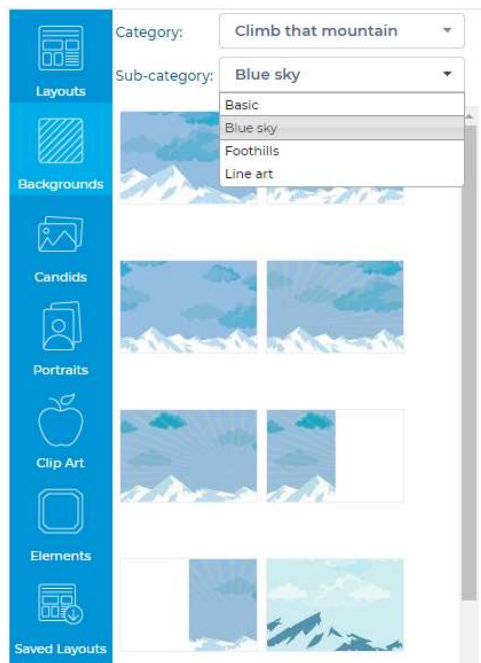 Category: Climb that mountain
Sub-category: Blue sky
Basic
Blue sky
Foothills
Line art
Layouts
Backgrounds
Candids
Portraits
Clip Art
Elements
Saved Layouts